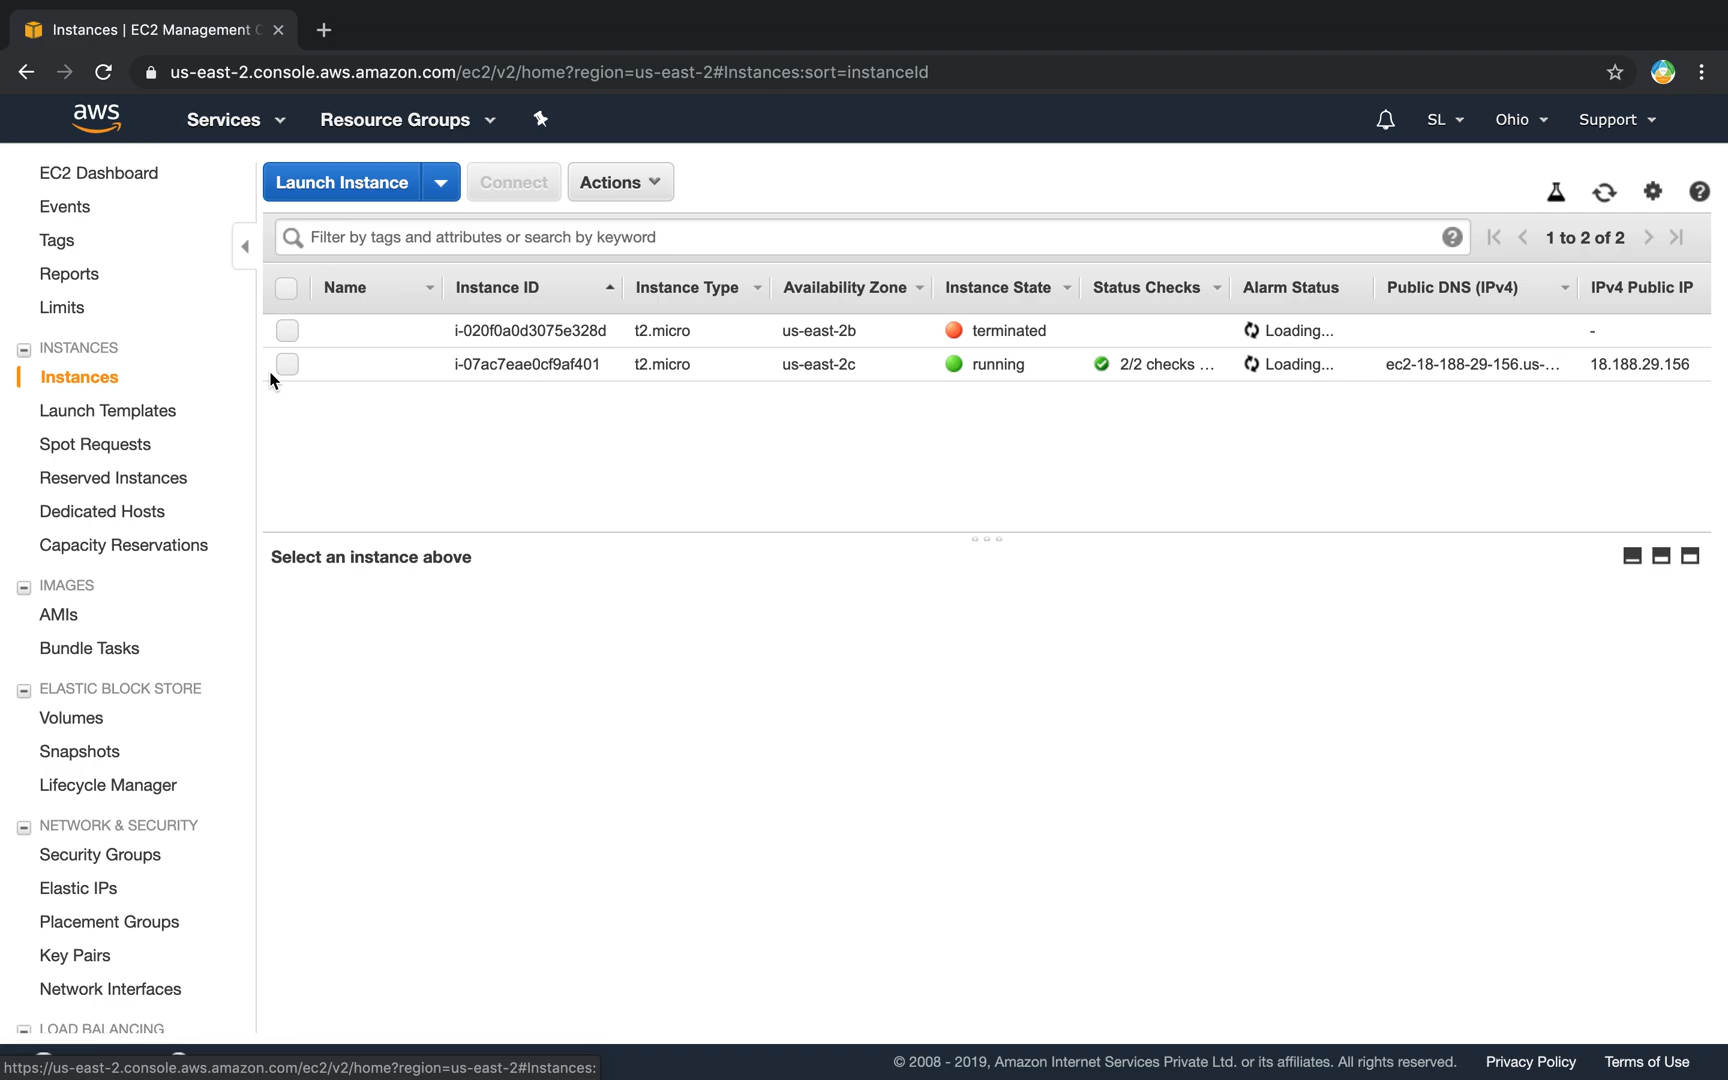 Instances | EC2 Management
us-east-2.console.aws.amazon.com/ec2/v2/home?region=us-east-2#Instances:sort=instanceId
aws Services Resource Groups SL Ohio Support
EC2 Dashboard
Events
Tags
Reports
Limits
INSTANCES
Instances
Launch Templates
Spot Requests
Reserved Instances
Dedicated Hosts
Capacity Reservations
IMAGES
AMIs
Bundle Tasks
ELASTIC BLOCK STORE
Volumes
Snapshots
Lifecycle Manager
NETWORK & SECURITY
Security Groups
Elastic IPs
Placement Groups
Key Pairs
Network Interfaces
LOAD BALANCING
Launch Instance Connect Actions
Filter by tags and attributes or search by keyword 1 to 2 of 2
Name Instance ID Instance Type Availability Zone Instance State Status Checks Alarm Status Public DNS (IPv4) IPv4 Public IP
i-020f0a0d3075e328d t2.micro us-east-2b terminated Loading... -
i-07ac7eae0cf9af401 t2.micro us-east-2c running 2/2 checks ... Loading... ec2-18-188-29-156.us-... 18.188.29.156
Select an instance above
https://us-east-2.console.aws.amazon.com/ec2/v2/home?region=us-east-2#Instances:
© 2008 - 2019, Amazon Internet Services Private Ltd. or its affiliates. All rights reserved. Privacy Policy Terms of Use